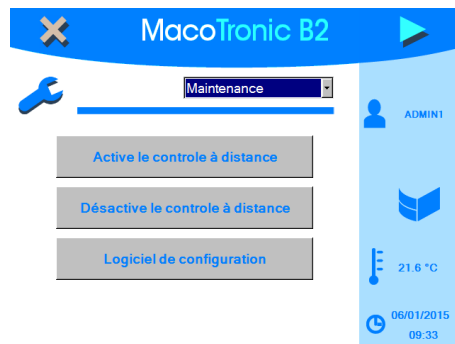 MacoTronic B2
Maintenance
ADMIN1
Active le controle à distance
Désactive le controle à distance
Logiciel de configuration
21.6 °C
06/01/2015
09:33